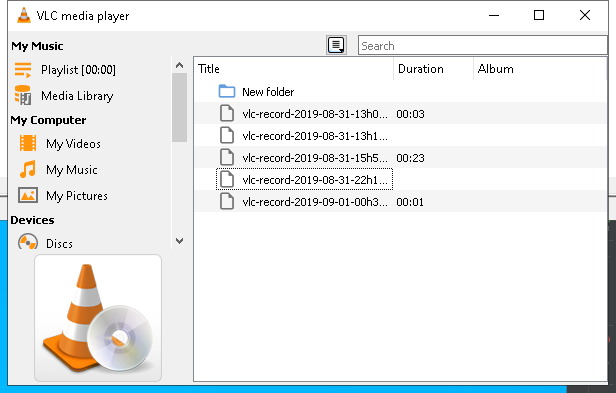 VLC media player
My Music
Playlist [00:00]
Media Library
My Computer
My Videos
My Music
My Pictures
Devices
Discs
Search
Title Duration Album
New folder
vlc-record-2019-08-31-13h0... 00:03
vlc-record-2019-08-31-13h1...
vlc-record-2019-08-31-15h5... 00:23
vlc-record-2019-08-31-22h1...
vlc-record-2019-09-01-00h3... 00:01